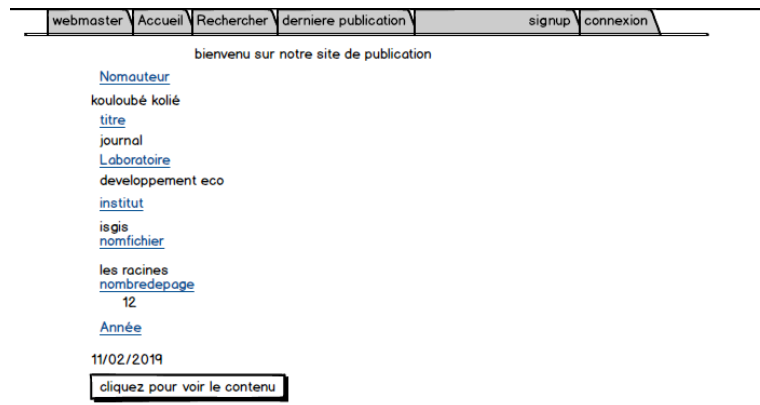 webmaster Accueil Rechercher derniere publication signup connexion
bienvenu sur notre site de publication
Nomauteur
kouloubé kolié
titre
journal
Laboratoire
developpement eco
institut
isgis
nomfichier
les racines
nombredepage
12
Année
11/02/2019
cliquez pour voir le contenu